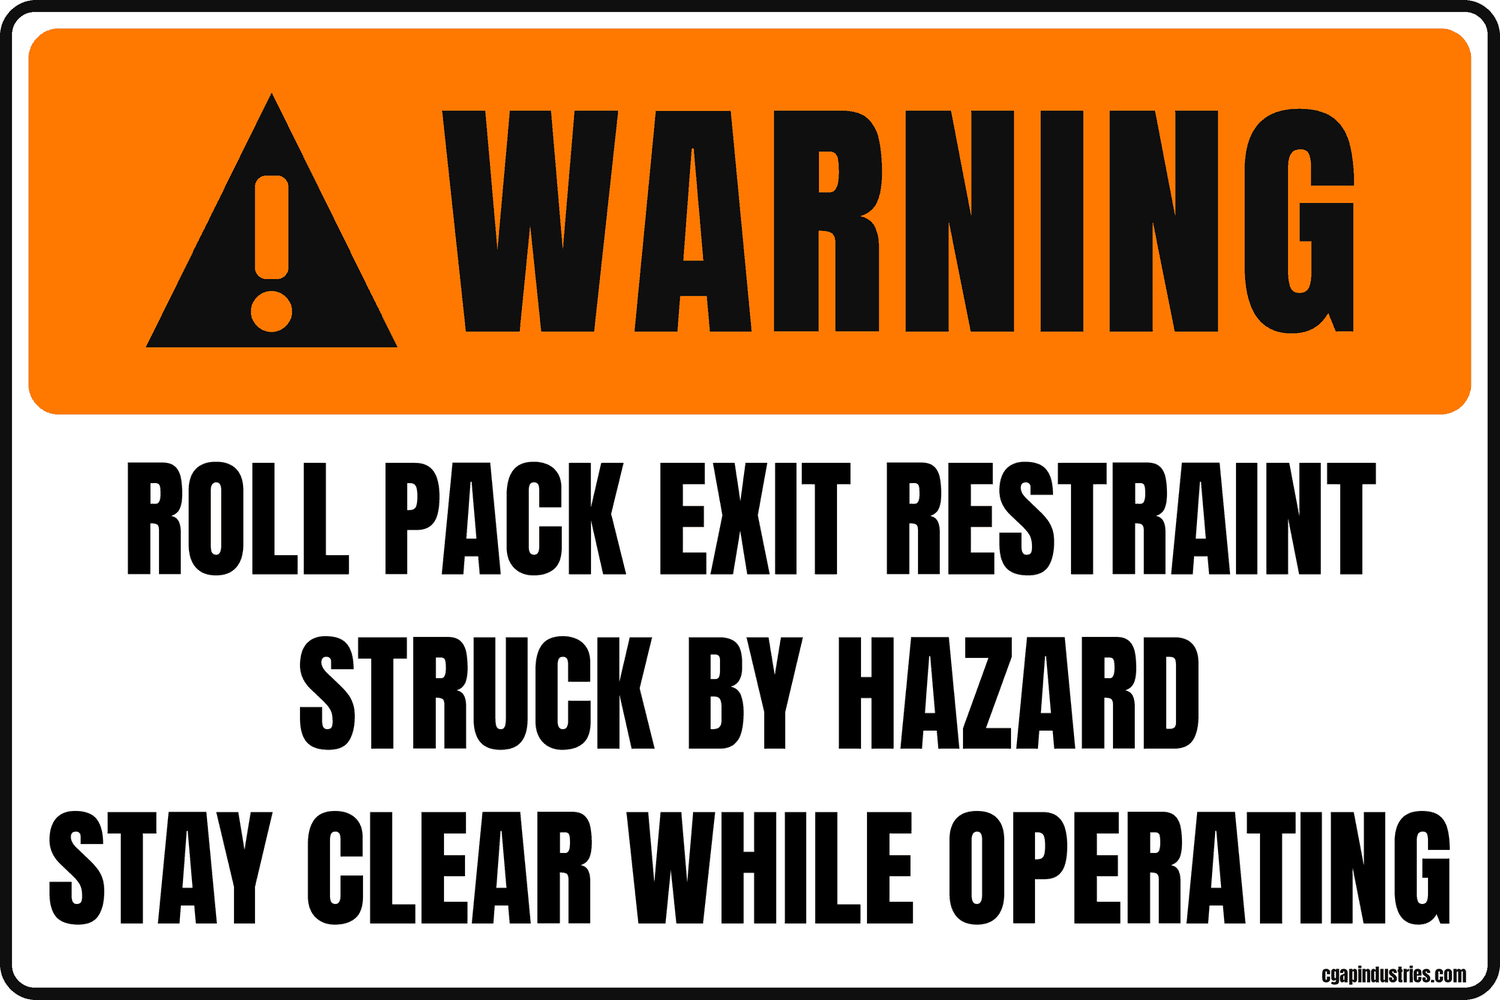 WARNING
ROLL PACK EXIT RESTRAINT
STRUCK BY HAZARD
STAY CLEAR WHILE OPERATING
cgapindustries.com